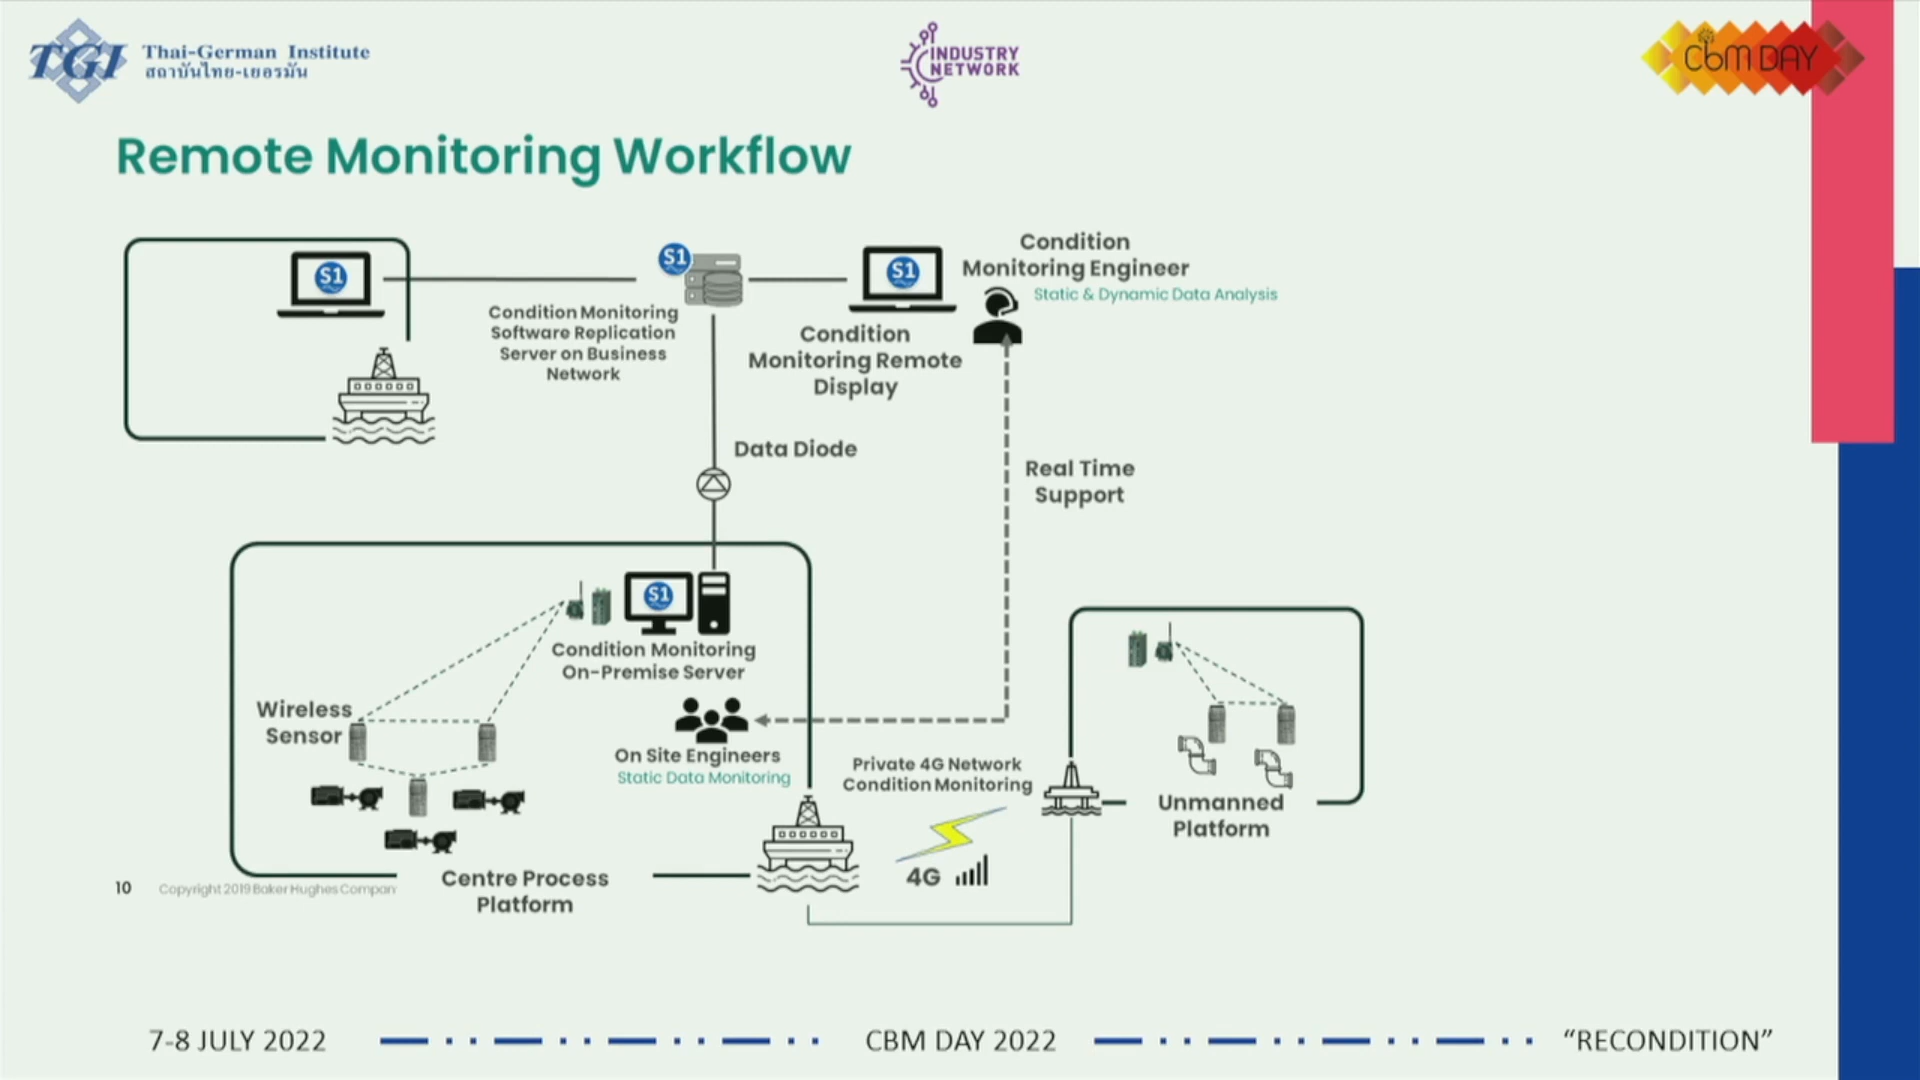 TGI
Thai-German Institute
สถาบันไทย-เยอรมัน
INDUSTRY
NETWORK
CbM DAY
Remote Monitoring Workflow
S1
S1
S1
Condition
Monitoring Engineer
Static & Dynamic Data Analysis
Condition Monitoring
Software Replication
Server on Business
Network
Condition
Monitoring Remote
Display
Data Diode
Real Time
Support
S1
Condition Monitoring
On-Premise Server
Wireless
Sensor
On Site Engineers
Static Data Monitoring
Private 4G Network
Condition Monitoring
4G
Unmanned
Platform
Centre Process
Platform
10
Copyright 2019 Baker Hughes Compan
7-8 JULY 2022
CBM DAY 2022
“RECONDITION”